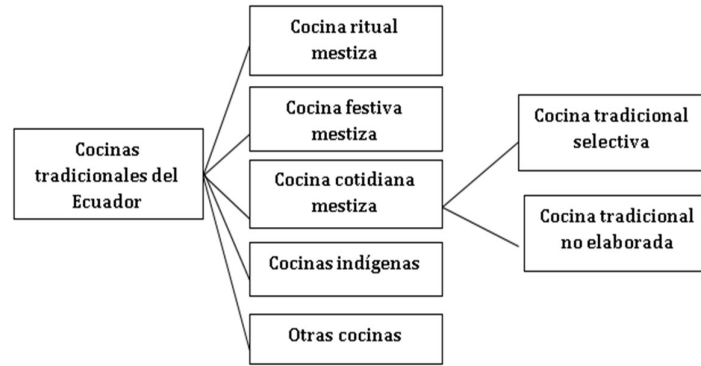 Cocinas
tradicionales del
Ecuador
Cocina ritual
mestiza
Cocina festiva
mestiza
Cocina cotidiana
mestiza
Cocinas indígenas
Otras cocinas
Cocina tradicional
selectiva
Cocina tradicional
no elaborada